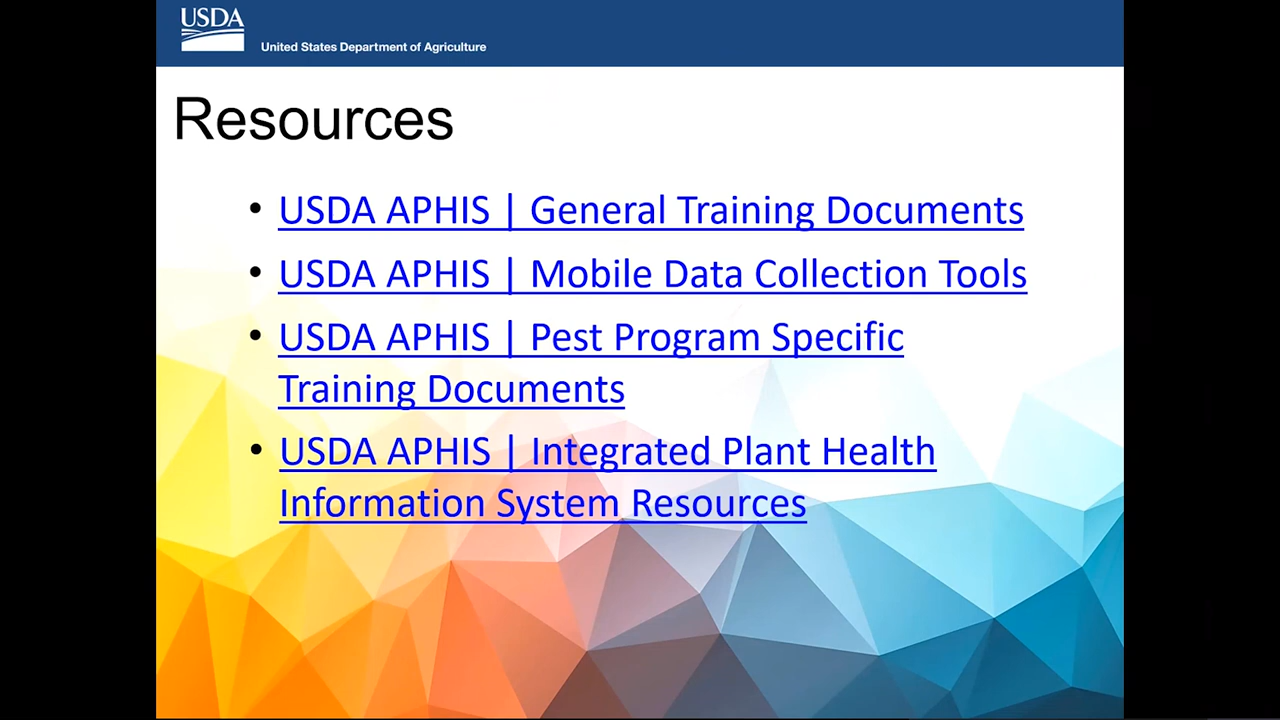 USDA
United States Department of Agriculture
Resources
• USDA APHIS | General Training Documents
• USDA APHIS | Mobile Data Collection Tools
• USDA APHIS | Pest Program Specific
Training Documents
• USDA APHIS | Integrated Plant Health
Information System Resources